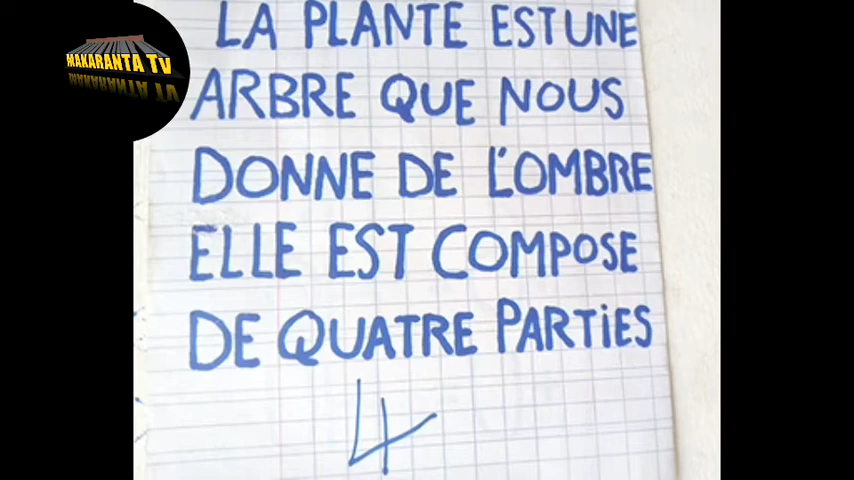 MAKARANTA TV
LA PLANTE EST UNE
ARBRE QUE NOUS
DONNE DE L'OMBRE
ELLE EST COMPOSE
DE QUATRE PARTIES
4